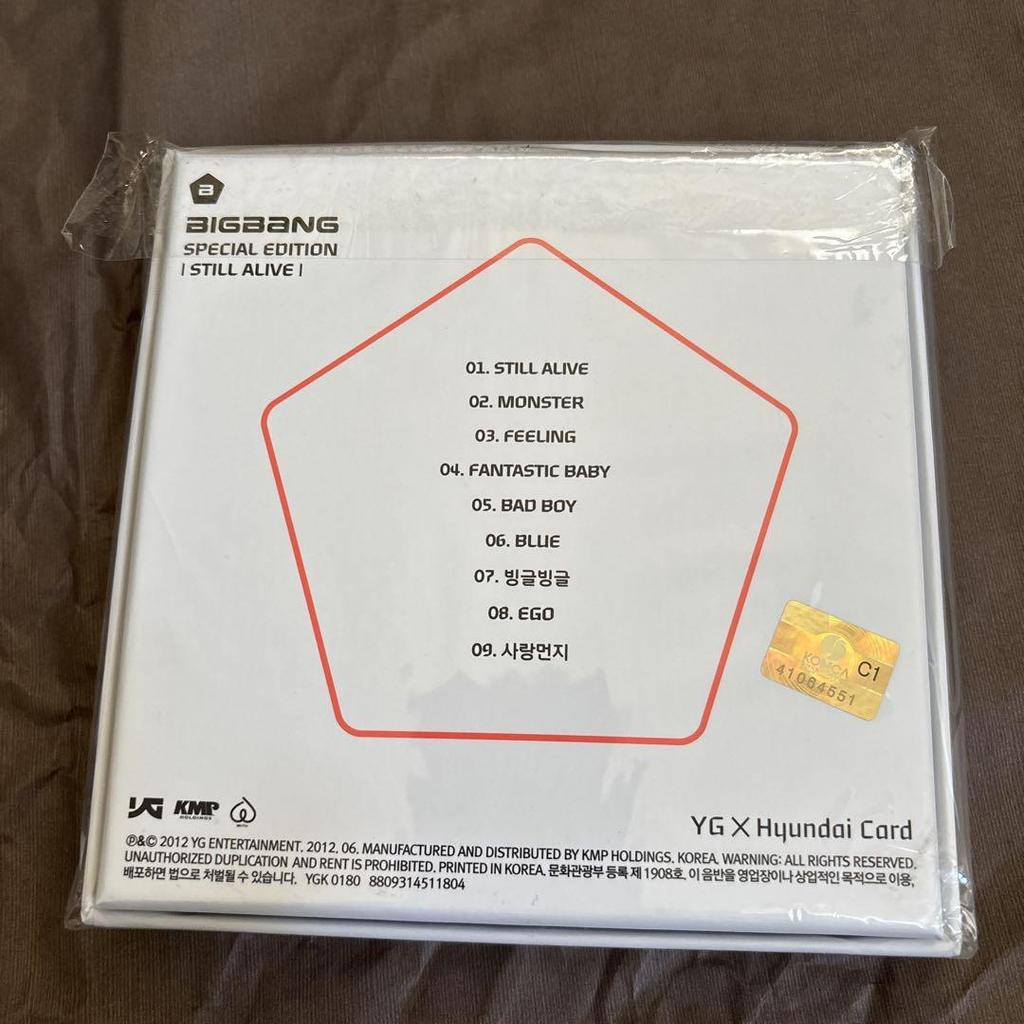 B
BIGBANG
SPECIAL EDITION
| STILL ALIVE |
01. STILL ALIVE
02. MONSTER
03. FEELING
04. FANTASTIC BABY
05. BAD BOY
06. BLUE
07. 빙글빙글
08. EGO
09. 사랑먼지
KOMCA C1
41064551
YG KMP
HOLDINGS
YG X Hyundai Card
℗&© 2012 YG ENTERTAINMENT. 2012. 06. MANUFACTURED AND DISTRIBUTED BY KMP HOLDINGS. KOREA. WARNING: ALL RIGHTS RESERVED.
UNAUTHORIZED DUPLICATION AND RENT IS PROHIBITED. PRINTED IN KOREA. 문화관광부 등록 제 1908호. 이 음반을 영업장이나 상업적인 목적으로 이용,
배포하면 법으로 처벌될 수 있습니다. YGK 0180 8809314511804